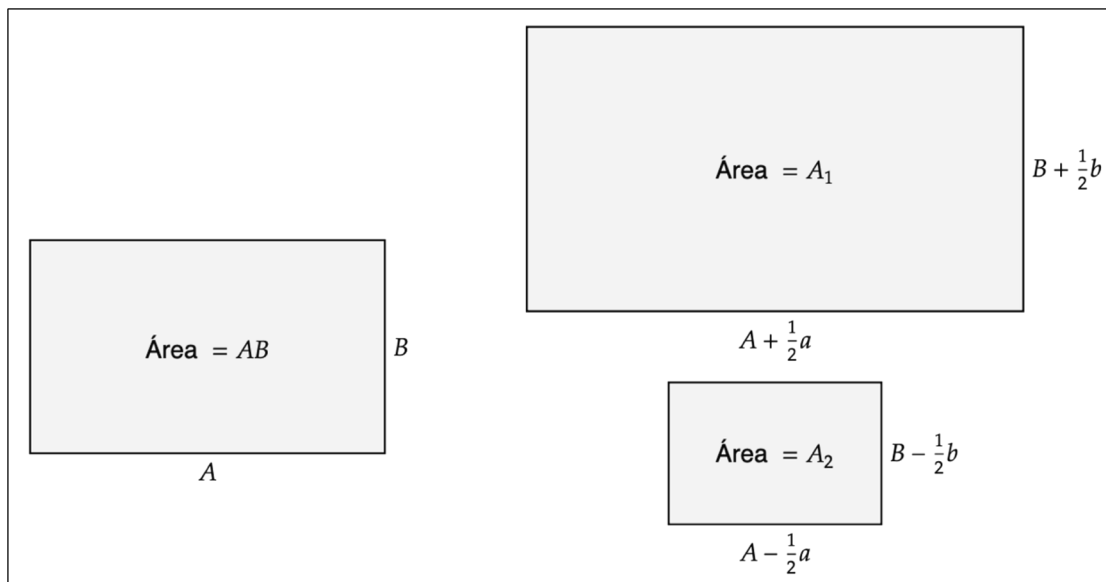 Área = AB
B
A
Área = A₁
B + ½b
A + ½a
Área = A₂
B − ½b
A − ½a